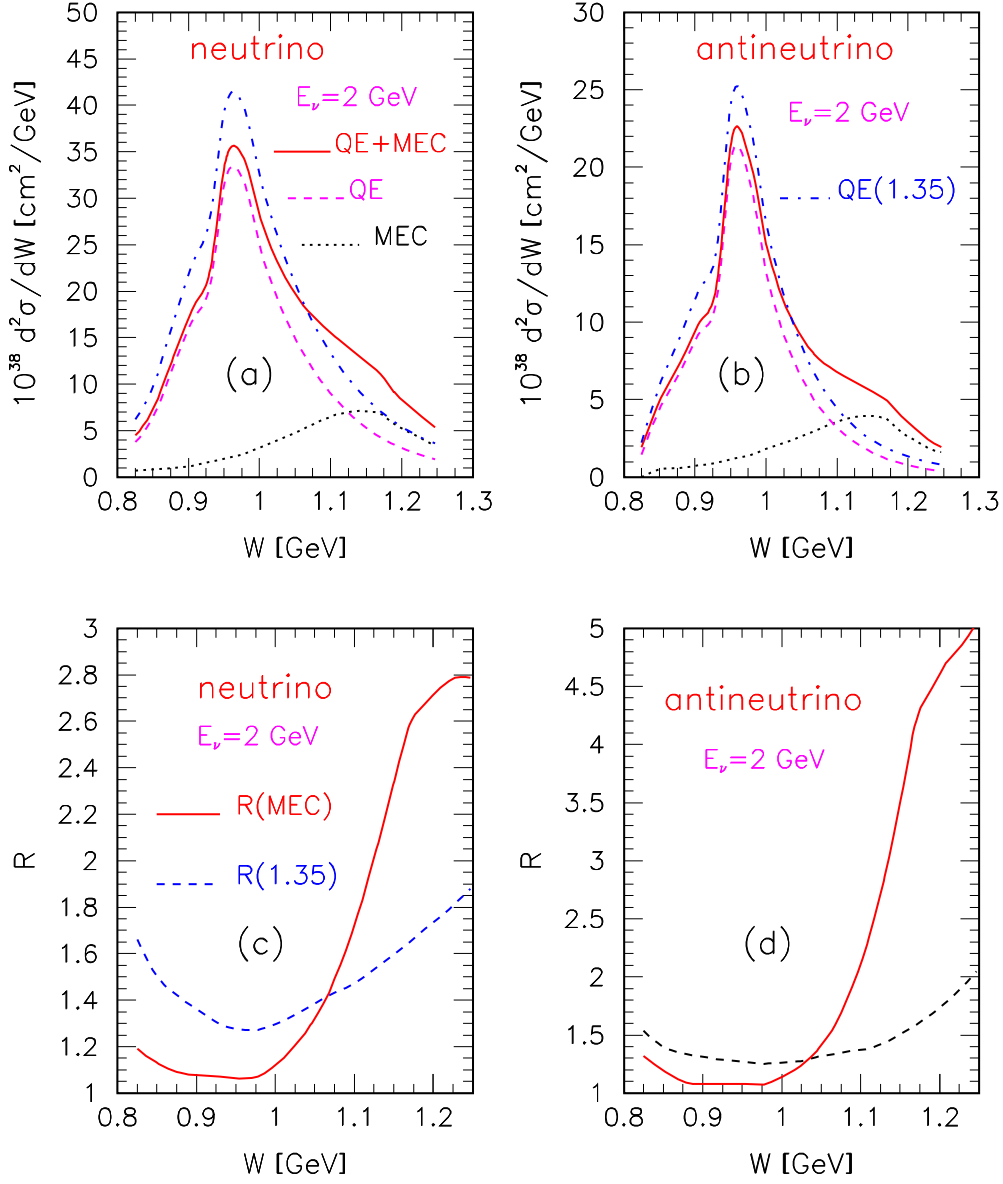 neutrino
E_ν=2 GeV
QE+MEC
QE
MEC
(a)
10^38 d^2σ/dW [cm^2/GeV]
50
45
40
35
30
25
20
15
10
5
0
0.8 0.9 1 1.1 1.2 1.3
W [GeV]
antineutrino
E_ν=2 GeV
QE(1.35)
(b)
10^38 d^2σ/dW [cm^2/GeV]
30
25
20
15
10
5
0
0.8 0.9 1 1.1 1.2 1.3
W [GeV]
neutrino
E_ν=2 GeV
R(MEC)
R(1.35)
(c)
R
3
2.8
2.6
2.4
2.2
2
1.8
1.6
1.4
1.2
1
0.8 0.9 1 1.1 1.2
W [GeV]
antineutrino
E_ν=2 GeV
(d)
R
5
4.5
4
3.5
3
2.5
2
1.5
1
0.8 0.9 1 1.1 1.2
W [GeV]